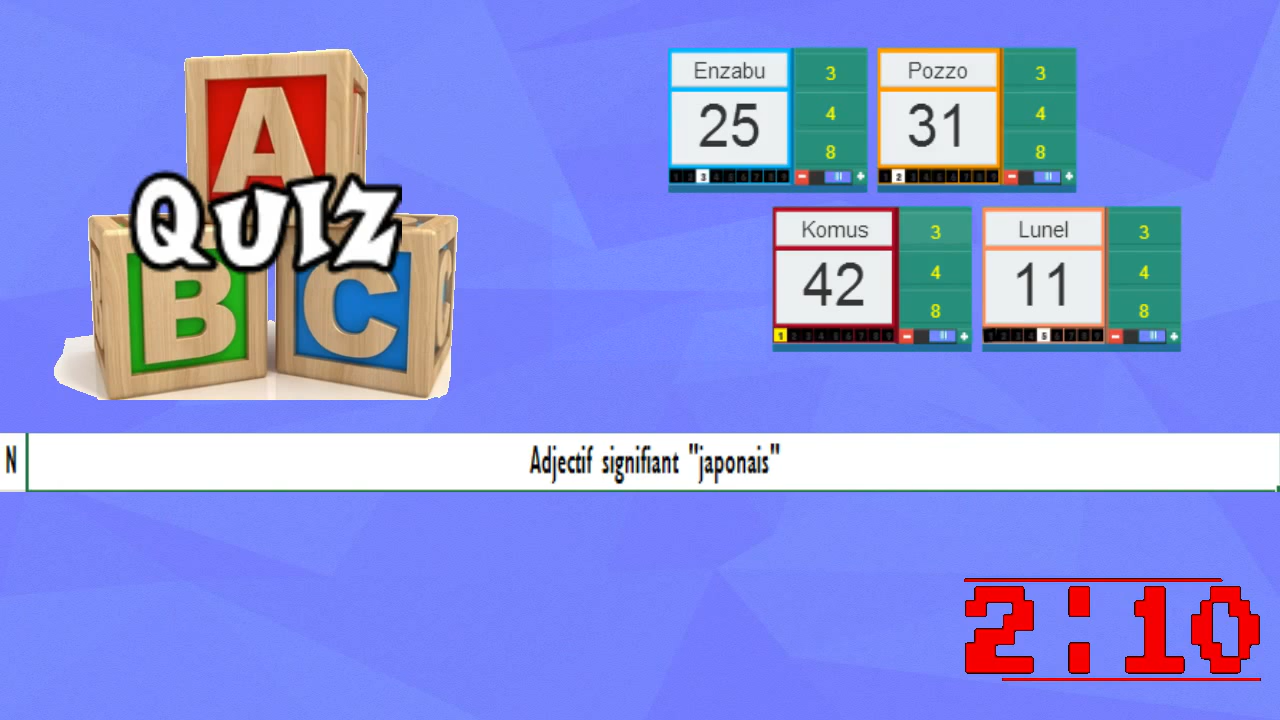 A
QUIZ
B C
Enzabu 3
25 4
8
Pozzo 3
31 4
8
Komus 3
42 4
8
Lunel 3
11 4
8
N Adjectif signifiant "japonais"
2:10